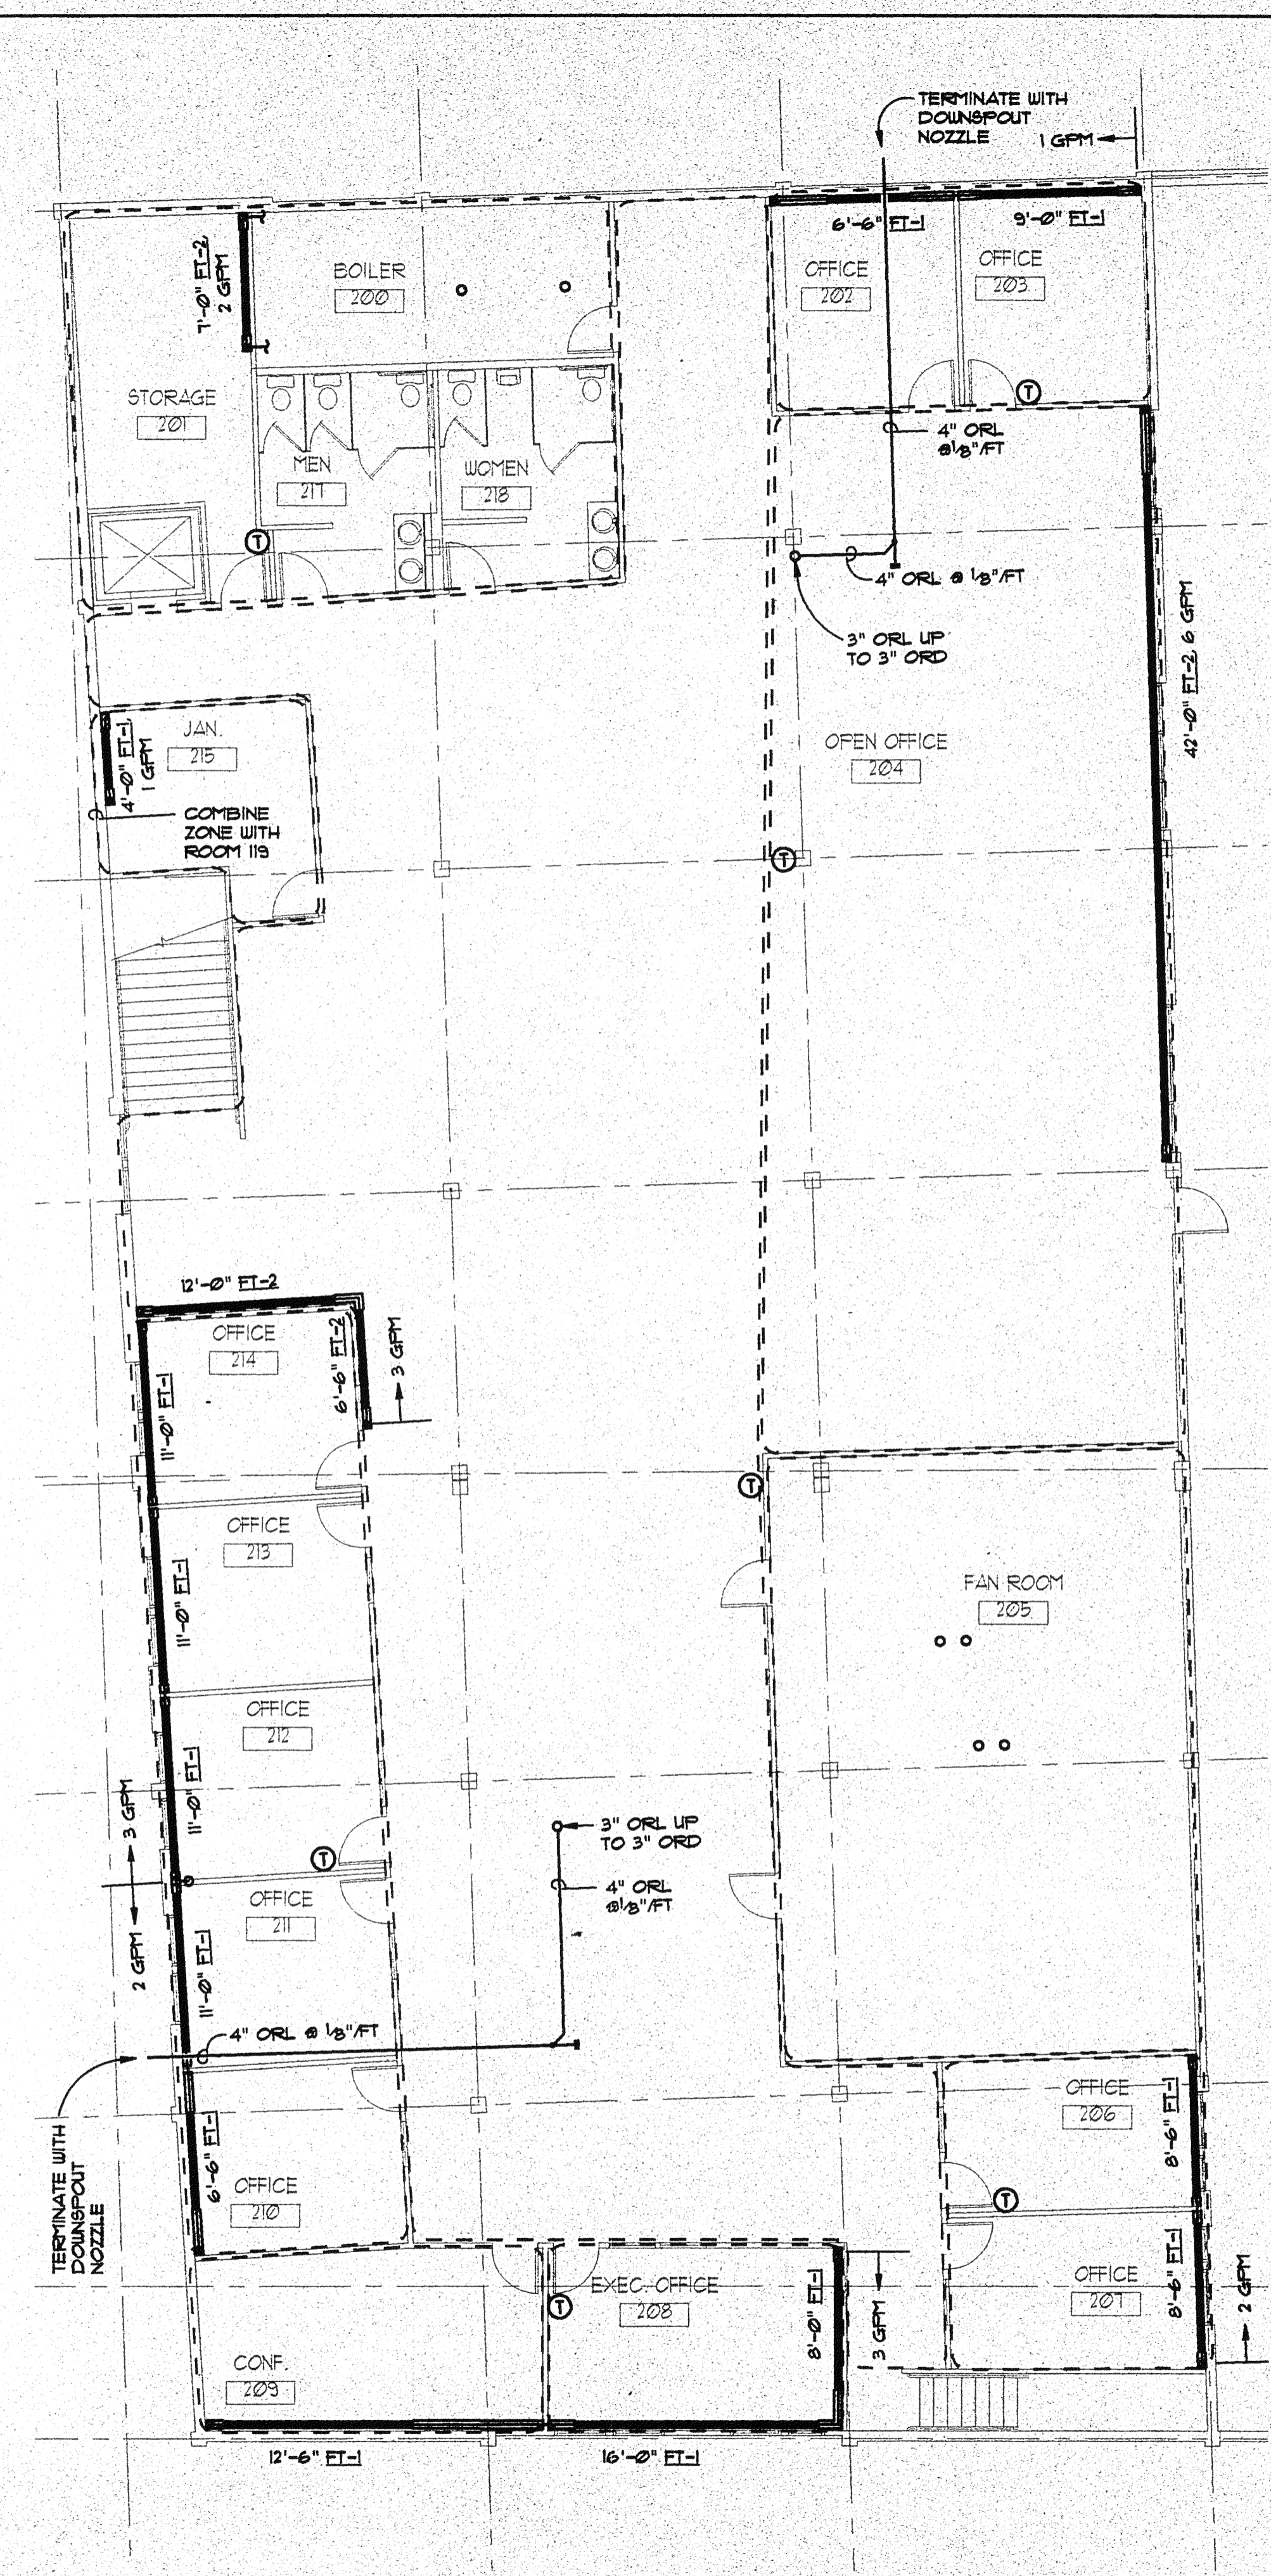 TERMINATE WITH
DOWNSPOUT
NOZZLE
1 GPM
6'-6" FT-1
9'-0" FT-1
7'-0" FT-2,
2 GPM
BOILER
200
OFFICE
202
OFFICE
203
STORAGE
201
T
4" ORL
@ 1/8"/FT
MEN
217
WOMEN
218
T
4" ORL @ 1/8"/FT
3" ORL UP
TO 3" ORD
42'-0" FT-2, 6 GPM
JAN.
215
4'-0" FT-1,
1 GPM
OPEN OFFICE
204
COMBINE
ZONE WITH
ROOM 119
T
12'-0" FT-2
OFFICE
214
6'-6" FT-2
3 GPM
11'-0" FT-1
T
OFFICE
213
11'-0" FT-1
FAN ROOM
205
OFFICE
212
11'-0" FT-1
3 GPM
3" ORL UP
TO 3" ORD
T
4" ORL
@ 1/8"/FT
OFFICE
211
2 GPM
11'-0" FT-1
4" ORL @ 1/8"/FT
OFFICE
206
8'-6" FT-1
TERMINATE WITH
DOWNSPOUT
NOZZLE
6'-6" FT-1
OFFICE
210
T
OFFICE
207
8'-6" FT-1
2 GPM
EXEC. OFFICE
208
T
8'-0" FT-1
3 GPM
CONF.
209
12'-6" FT-1
16'-0" FT-1